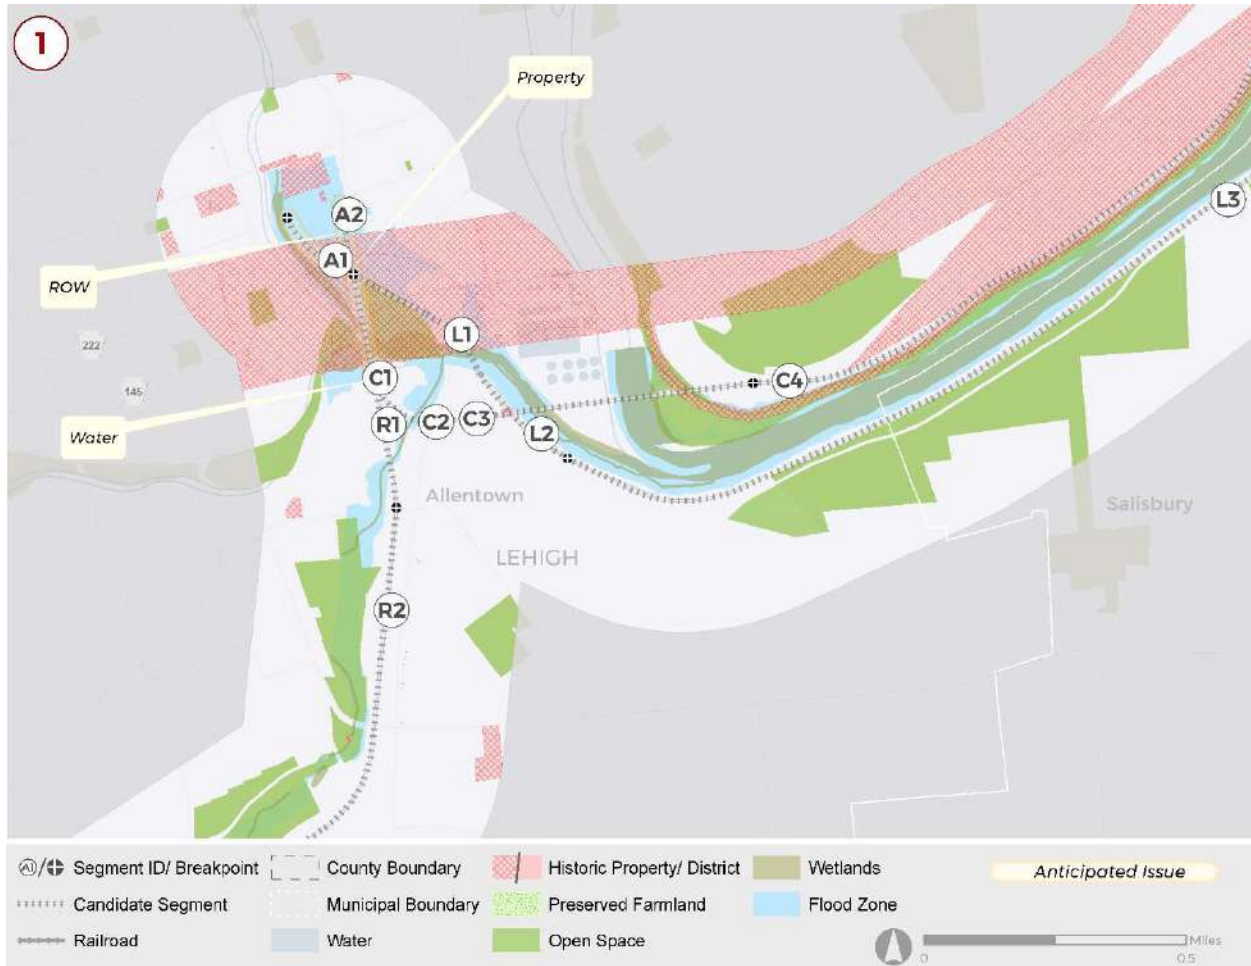 1
Property
A2
A1
L3
ROW
L1
222
C1
C4
145
Water
R1
C2
C3
L2
Allentown
Salisbury
LEHIGH
R2
A1/ Segment ID/ Breakpoint
County Boundary
Historic Property/ District
Wetlands
Anticipated Issue
Candidate Segment
Municipal Boundary
Preserved Farmland
Flood Zone
Railroad
Water
Open Space
Miles
0
0.5